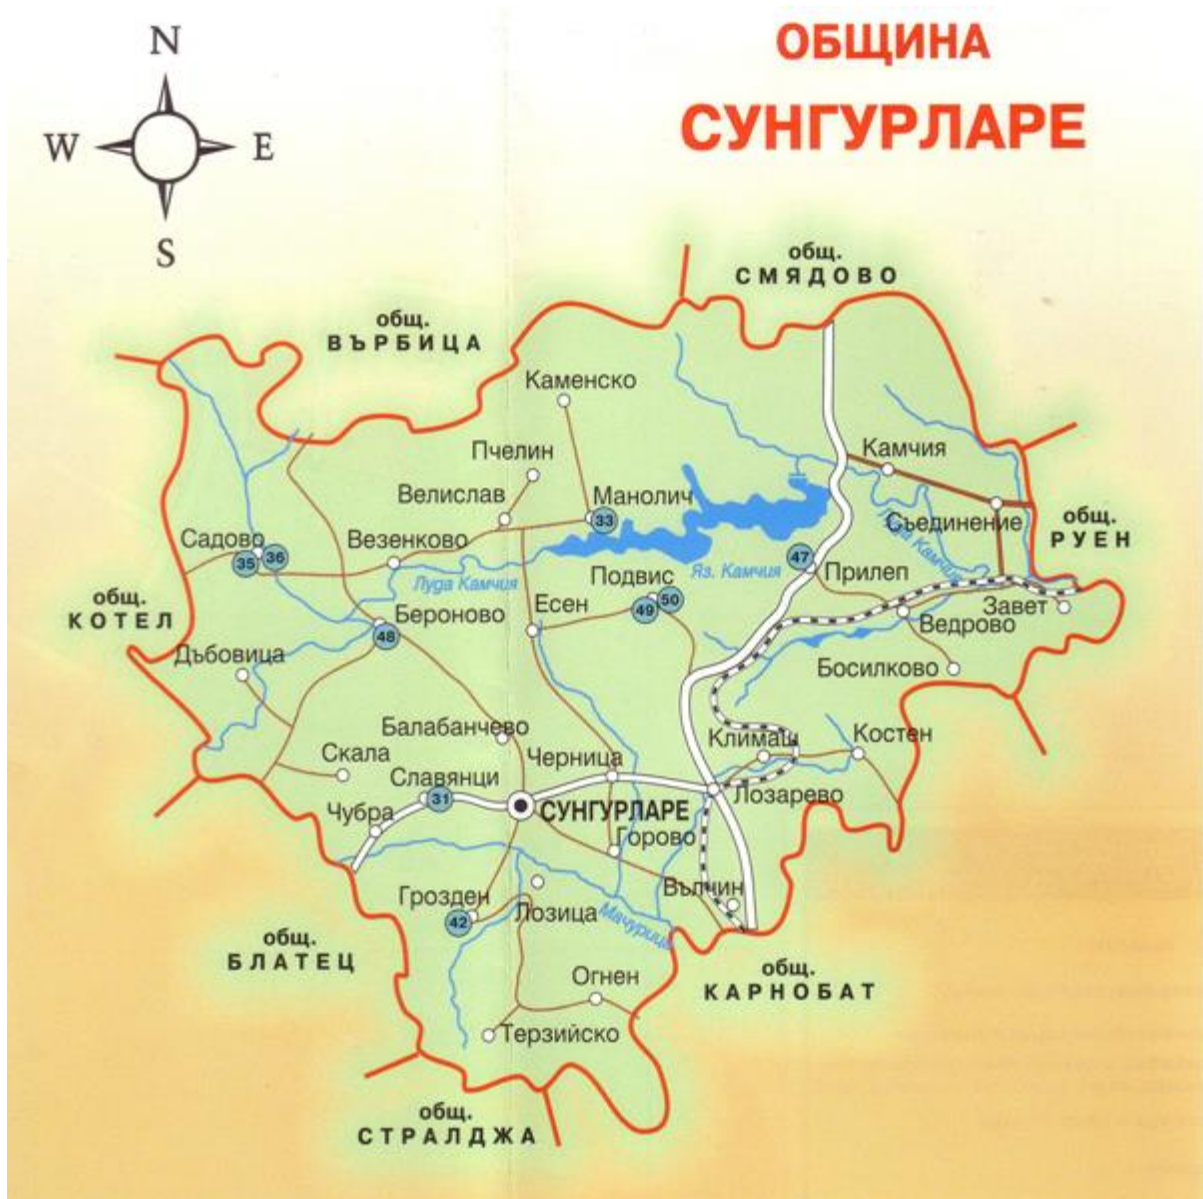 N
ОБЩИНА
СУНГУРЛАРЕ
W
E
S
общ.
СМЯДОВО
общ.
ВЪРБИЦА
Каменско
Пчелин
Камчия
Велислав
Манолич
33
Съединение
общ.
РУЕН
Садово
36
35
Везенково
Луда Камчия
Подвис
Яз. Камчия
47
Прилеп
Луда Камчия
общ.
КОТЕЛ
Бероново
48
Есен
50
49
Завет
Ведрово
Дъбовица
Босилково
Балабанчево
Скала
Черница
Климаш
Костен
Славянци
31
Лозарево
Чубра
СУНГУРЛАРЕ
Горово
Грозден
42
Лозица
Вълчин
Мачурица
общ.
БЛАТЕЦ
общ.
КАРНОБАТ
Огнен
Терзийско
общ.
СТРАЛДЖА